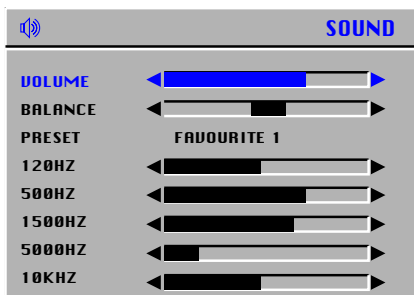 SOUND
VOLUME
BALANCE
PRESET FAVOURITE 1
120HZ
500HZ
1500HZ
5000HZ
10KHZ